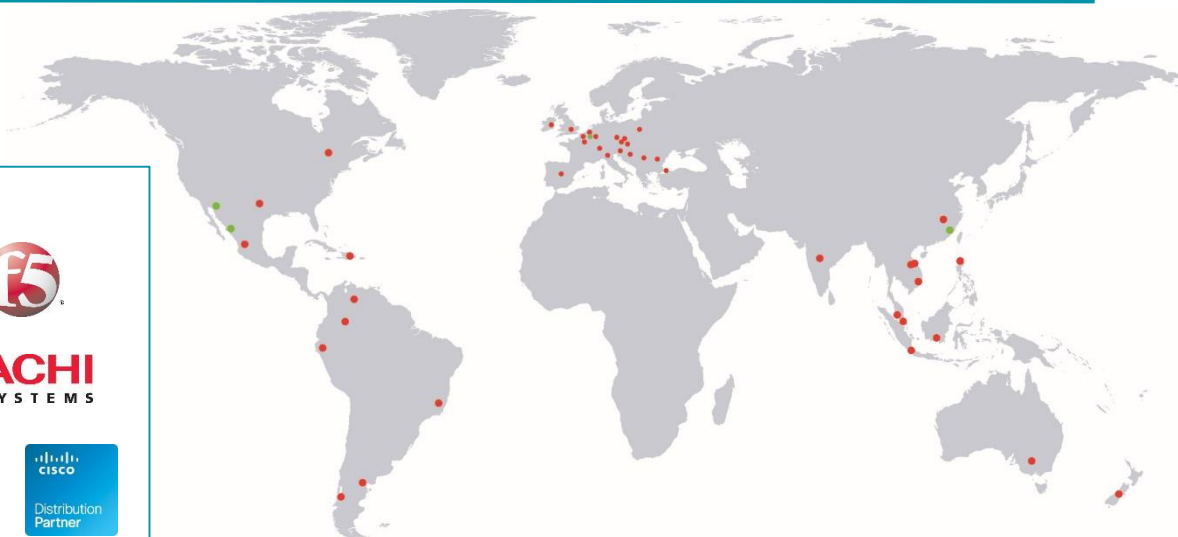 f5
ACHI
YSTEMS
CISCO
Distribution
Partner